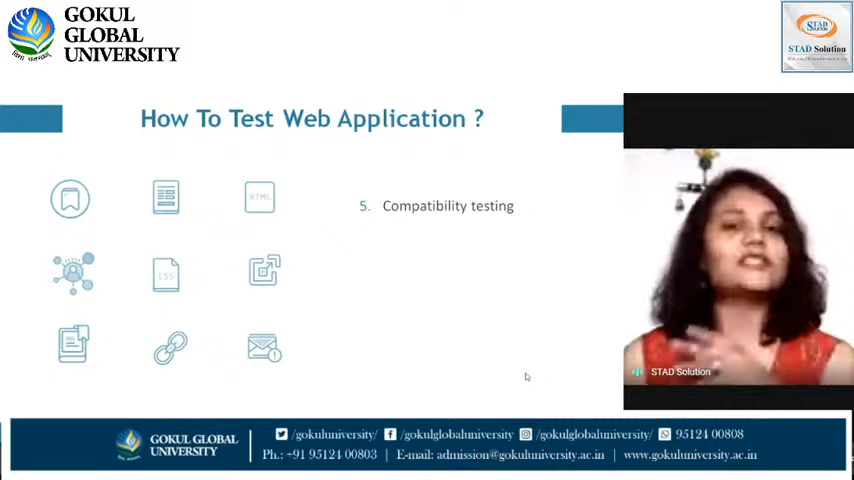 GOKUL
GLOBAL
UNIVERSITY
STAD
STAD Solution
How To Test Web Application ?
HTML
5. Compatibility testing
CSS
STAD Solution
GOKUL GLOBAL
UNIVERSITY
/gokuluniversity/ /gokulglobaluniversity /gokulglobaluniversity/ 95124 00808
Ph.: +91 95124 00803 | E-mail: admission@gokuluniversity.ac.in | www.gokuluniversity.ac.in